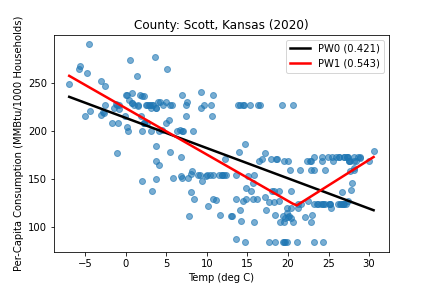 County: Scott, Kansas (2020)
PW0 (0.421)
PW1 (0.543)
Per-Capita Consumption (MMBtu/1000 Households)
250
200
150
100
−5 0 5 10 15 20 25 30
Temp (deg C)